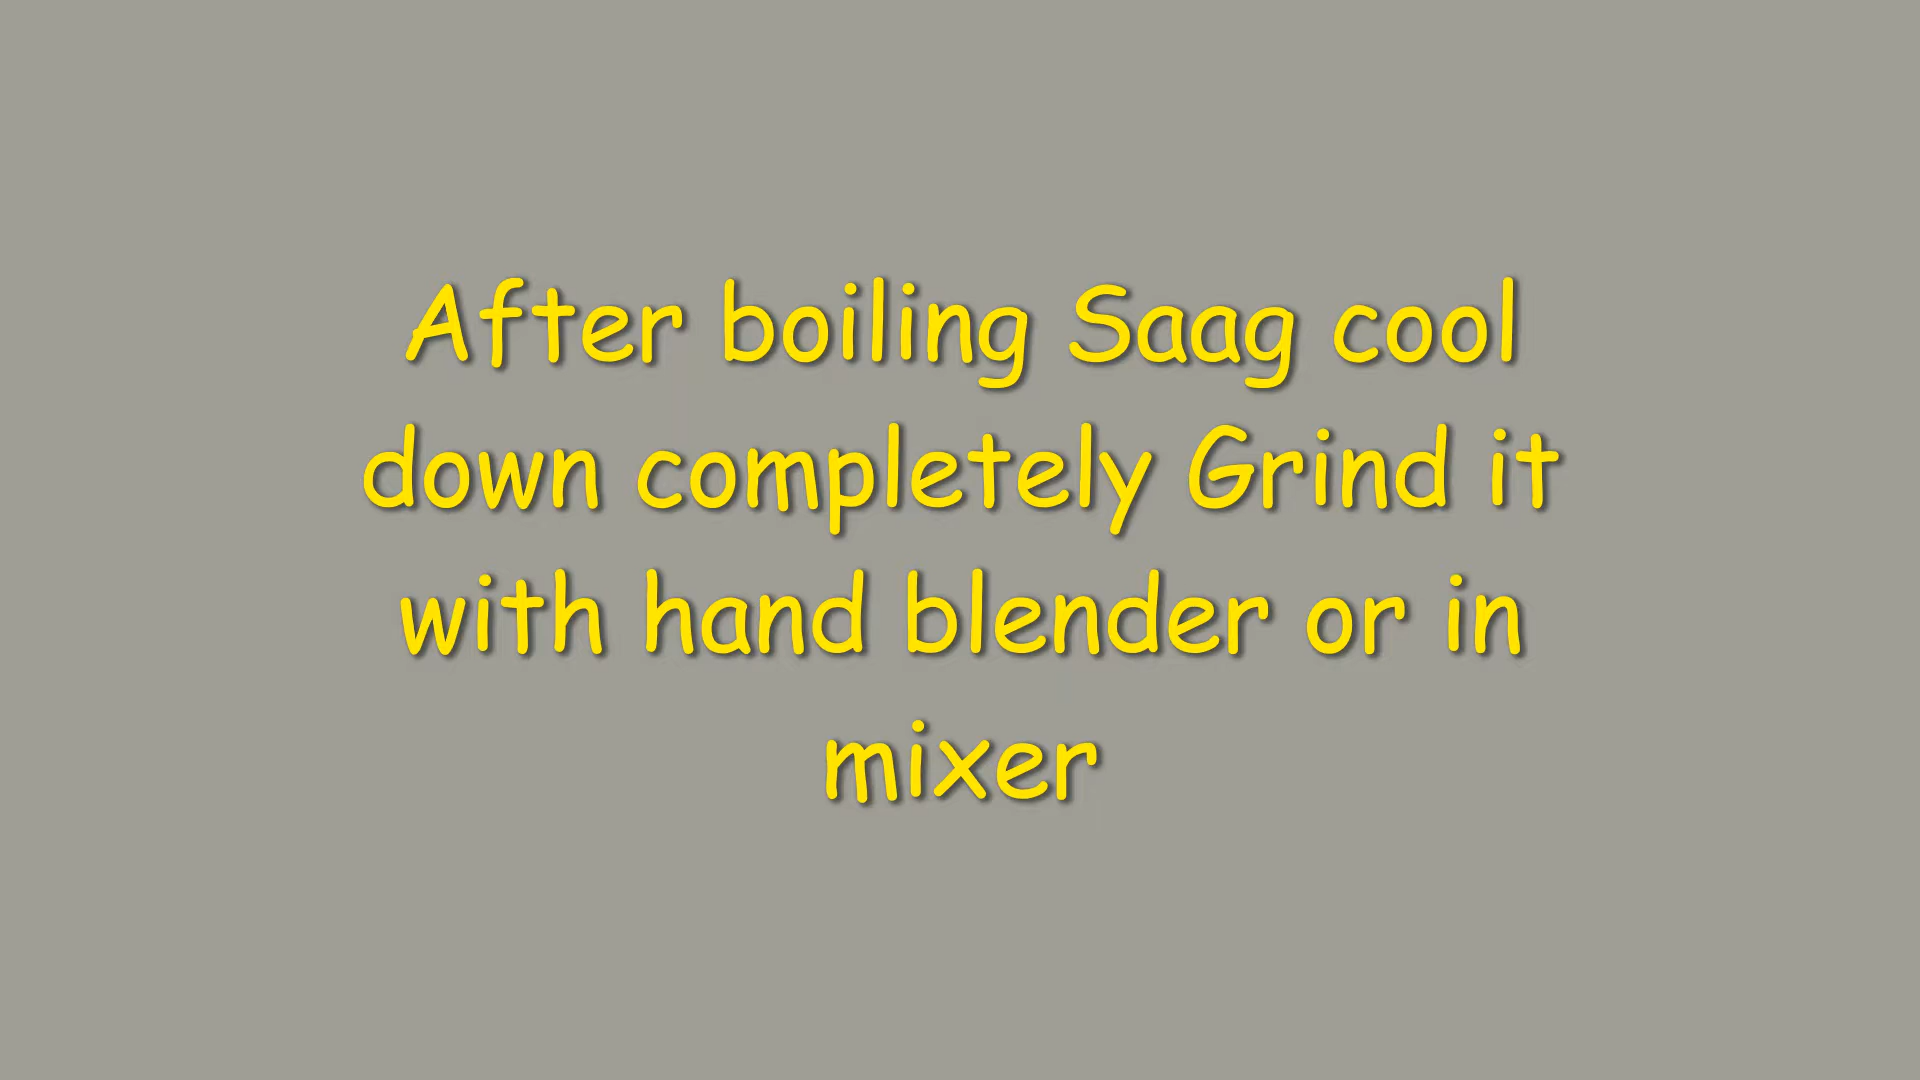 After boiling Saag cool
down completely Grind it
with hand blender or in
mixer